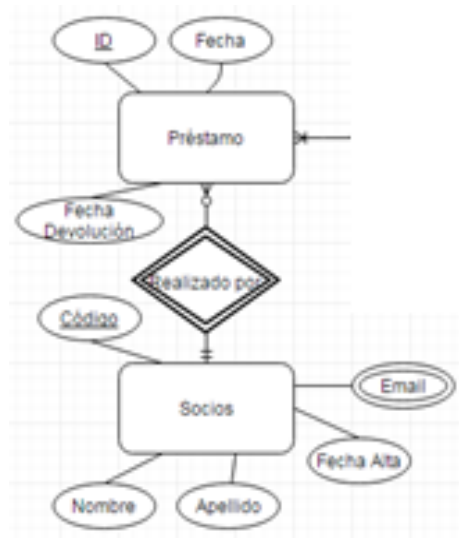 ID
Fecha
Préstamo
Fecha
Devolución
Realizado por
Código
Socios
Email
Fecha Alta
Nombre
Apellido